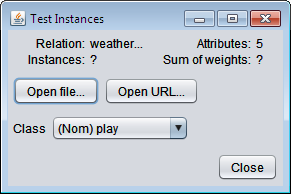 Test Instances
Relation: weather... Attributes: 5
Instances: ? Sum of weights: ?
Open file... Open URL...
Class (Nom) play
Close